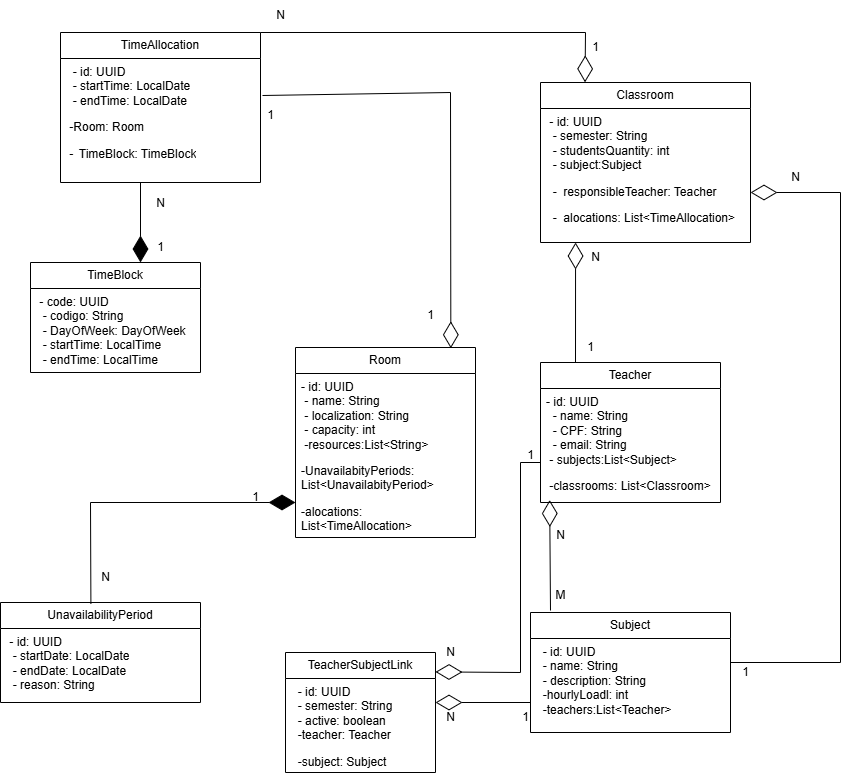 N
TimeAllocation
- id: UUID
- startTime: LocalDate
- endTime: LocalDate
-Room: Room
- TimeBlock: TimeBlock
1
1
Classroom
- id: UUID
- semester: String
- studentsQuantity: int
- subject:Subject
- responsibleTeacher: Teacher
- alocations: List<TimeAllocation>
N
N
1
TimeBlock
- code: UUID
- codigo: String
- DayOfWeek: DayOfWeek
- startTime: LocalTime
- endTime: LocalTime
N
1
1
Room
- id: UUID
- name: String
- localization: String
- capacity: int
-resources:List<String>
-UnavailabityPeriods:
List<UnavailabityPeriod>
-alocations:
List<TimeAllocation>
Teacher
- id: UUID
- name: String
- CPF: String
- email: String
- subjects:List<Subject>
-classrooms: List<Classroom>
1
1
N
N
M
UnavailabilityPeriod
- id: UUID
- startDate: LocalDate
- endDate: LocalDate
- reason: String
Subject
- id: UUID
- name: String
- description: String
-hourlyLoadl: int
-teachers:List<Teacher>
1
N
TeacherSubjectLink
- id: UUID
- semester: String
- active: boolean
-teacher: Teacher
-subject: Subject
N
1